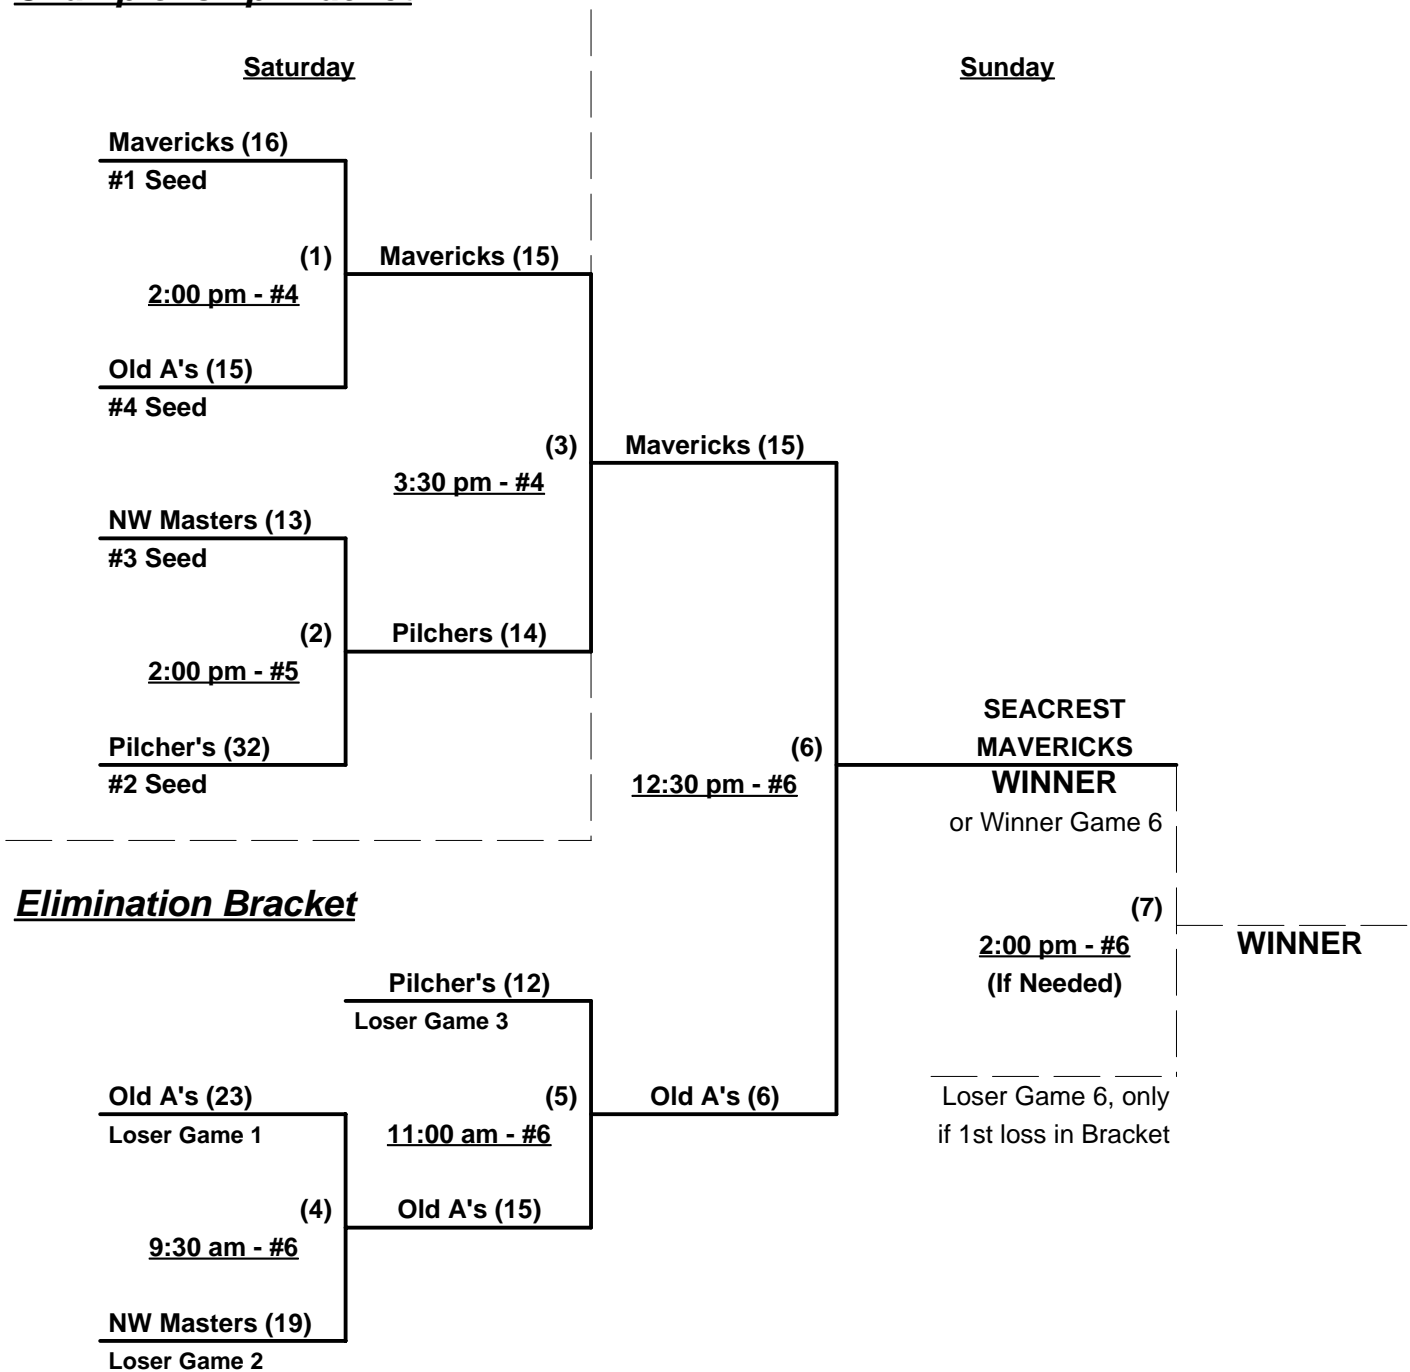 Saturday
Sunday
Mavericks (16)
#1 Seed
(1)
Mavericks (15)
2:00 pm - #4
Old A's (15)
#4 Seed
(3)
Mavericks (15)
3:30 pm - #4
NW Masters (13)
#3 Seed
(2)
Pilchers (14)
2:00 pm - #5
Pilcher's (32)
#2 Seed
(6)
12:30 pm - #6
SEACREST
MAVERICKS
WINNER
or Winner Game 6
Elimination Bracket
(7)
2:00 pm - #6
(If Needed)
WINNER
Pilcher's (12)
Loser Game 3
Old A's (23)
Loser Game 1
(5)
11:00 am - #6
Old A's (6)
Loser Game 6, only
if 1st loss in Bracket
(4)
Old A's (15)
9:30 am - #6
NW Masters (19)
Loser Game 2